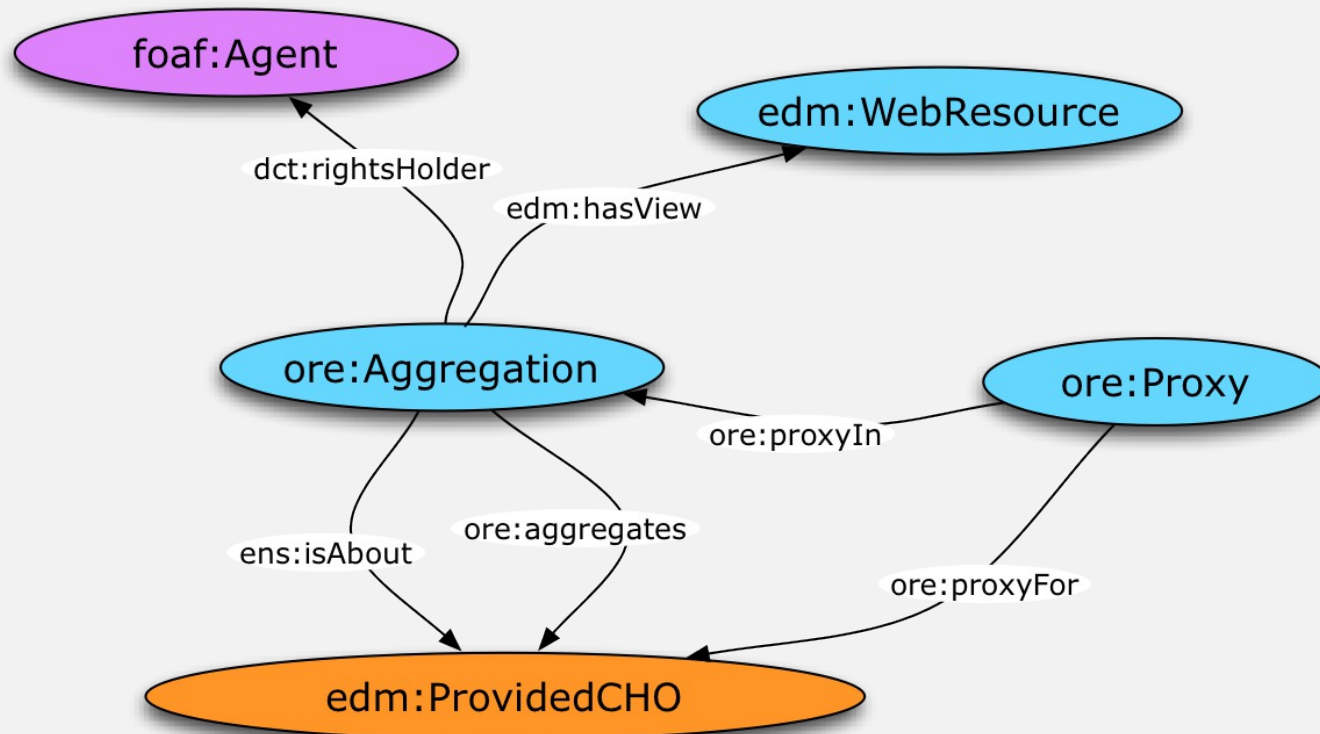 foaf:Agent
edm:WebResource
dct:rightsHolder
edm:hasView
ore:Aggregation
ore:Proxy
ore:proxyIn
ore:aggregates
ens:isAbout
ore:proxyFor
edm:ProvidedCHO